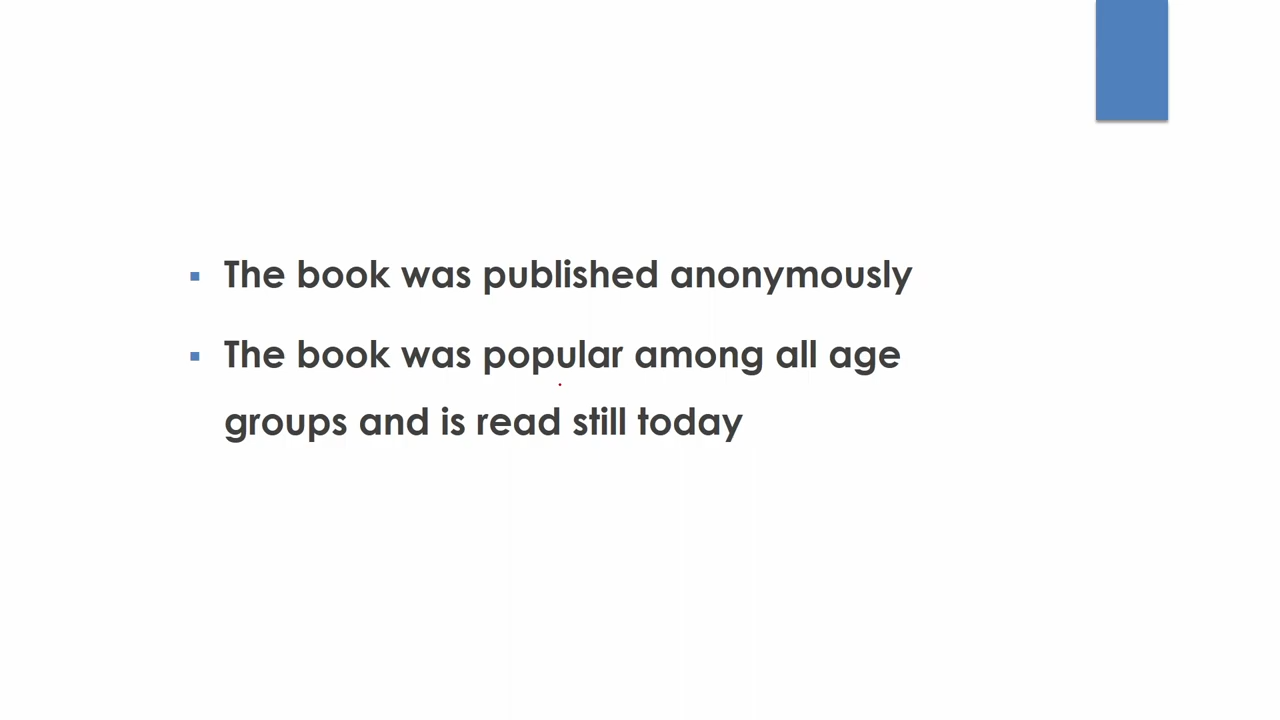 The book was published anonymously
The book was popular among all age
groups and is read still today